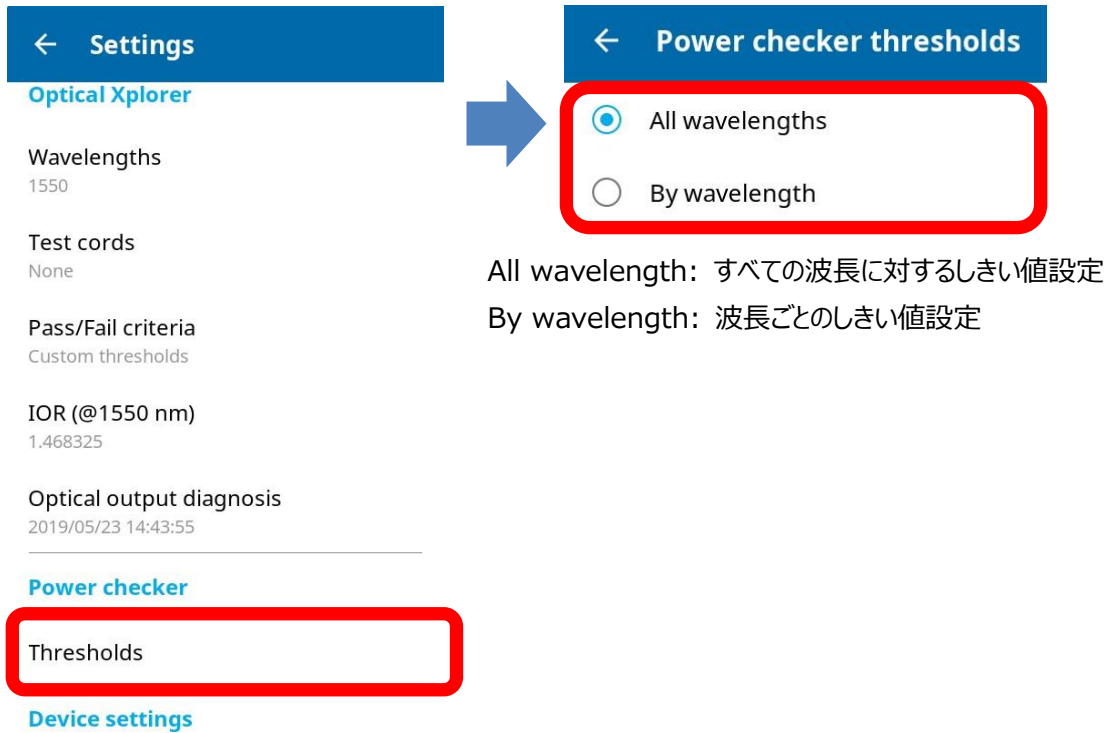 ← Settings
Optical Xplorer
Wavelengths
1550
Test cords
None
Pass/Fail criteria
Custom thresholds
IOR (@1550 nm)
1.468325
Optical output diagnosis
2019/05/23 14:43:55
Power checker
Thresholds
Device settings
← Power checker thresholds
All wavelengths
By wavelength
All wavelength: すべての波長に対するしきい値設定
By wavelength: 波長ごとのしきい値設定